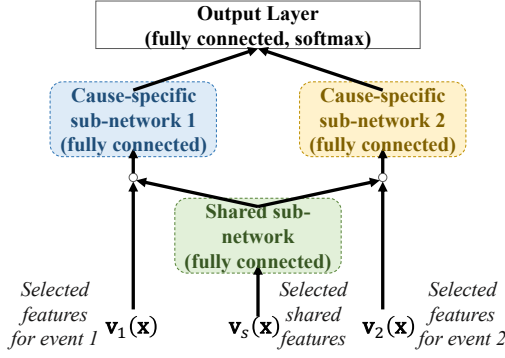 Output Layer
(fully connected, softmax)
Cause-specific
sub-network 1
(fully connected)
Cause-specific
sub-network 2
(fully connected)
Shared sub-
network
(fully connected)
Selected
features
for event 1
𝐯₁(𝐱)
𝐯ₛ(𝐱)
Selected
shared
features
𝐯₂(𝐱)
Selected
features
for event 2